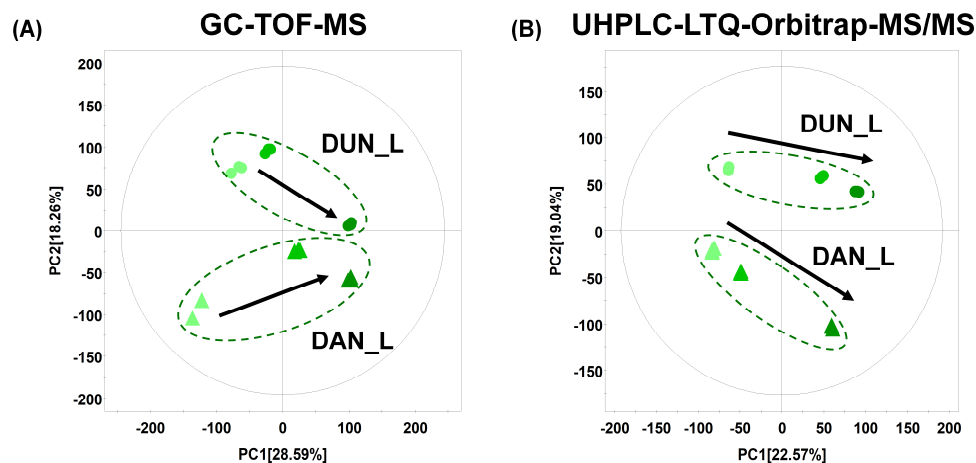 (A) GC-TOF-MS
200
150
100
50
0
-50
-100
-150
-200
PC2[18.26%]
DUN_L
DAN_L
-200 -100 0 100 200
PC1[28.59%]
(B) UHPLC-LTQ-Orbitrap-MS/MS
150
100
50
0
-50
-100
-150
PC2[19.04%]
DUN_L
DAN_L
-200 -150 -100 -50 0 50 100 150 200
PC1[22.57%]